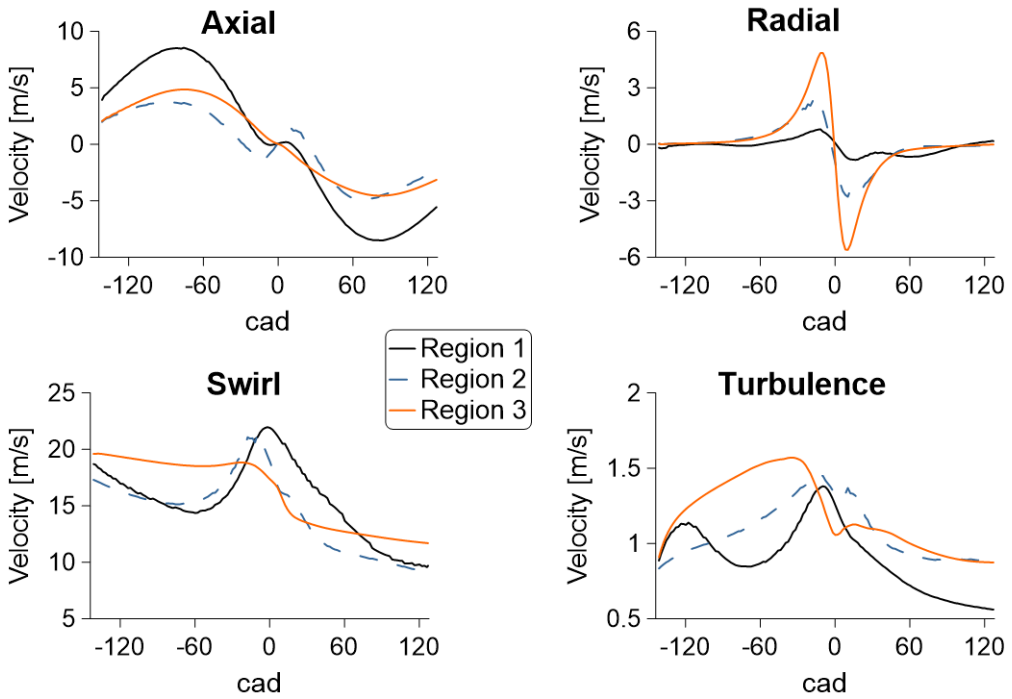 Axial
Velocity [m/s]
10
5
0
-5
-10
-120 -60 0 60 120
cad
Radial
Velocity [m/s]
6
3
0
-3
-6
-120 -60 0 60 120
cad
Region 1
Region 2
Region 3
Swirl
Velocity [m/s]
25
20
15
10
5
-120 -60 0 60 120
cad
Turbulence
Velocity [m/s]
2
1.5
1
0.5
-120 -60 0 60 120
cad